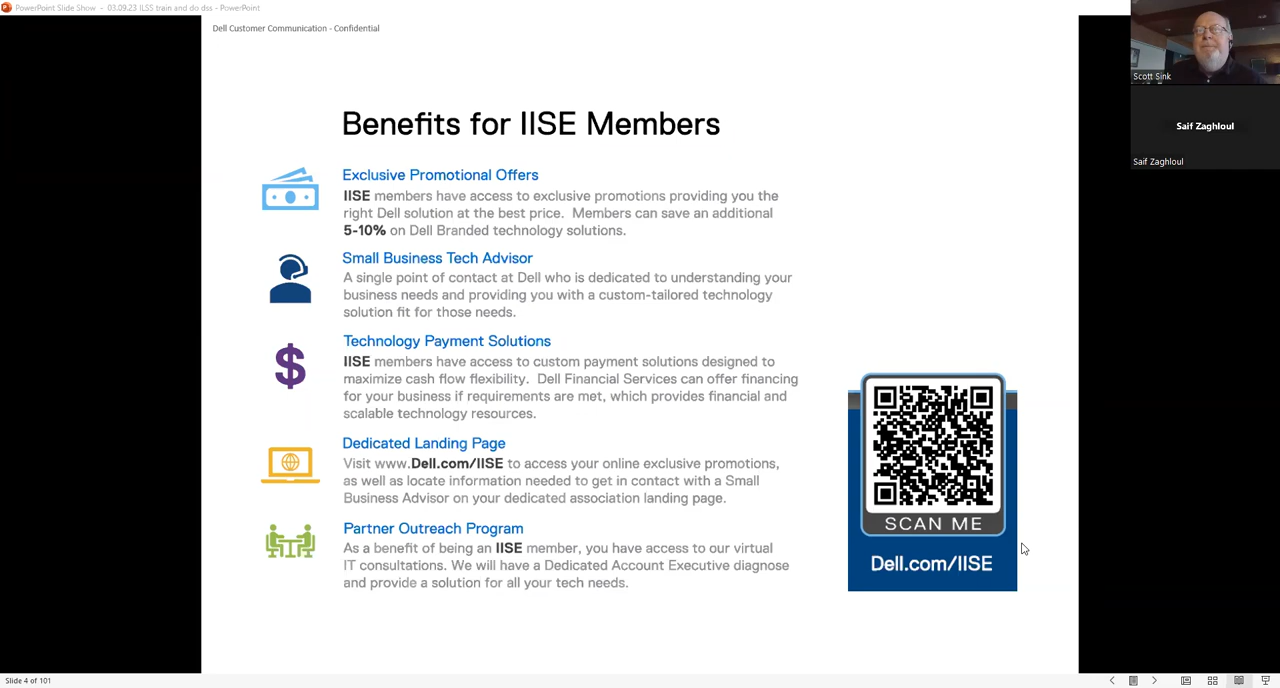 PowerPoint Slide Show - 03.09.23 ILSS train and do dss - PowerPoint
Dell Customer Communication - Confidential
Scott Sink
Saif Zaghloul
Saif Zaghloul
Benefits for IISE Members
Exclusive Promotional Offers
IISE members have access to exclusive promotions providing you the
right Dell solution at the best price. Members can save an additional
5-10% on Dell Branded technology solutions.
Small Business Tech Advisor
A single point of contact at Dell who is dedicated to understanding your
business needs and providing you with a custom-tailored technology
solution fit for those needs.
Technology Payment Solutions
IISE members have access to custom payment solutions designed to
maximize cash flow flexibility. Dell Financial Services can offer financing
for your business if requirements are met, which provides financial and
scalable technology resources.
Dedicated Landing Page
Visit www.Dell.com/IISE to access your online exclusive promotions,
as well as locate information needed to get in contact with a Small
Business Advisor on your dedicated association landing page.
Partner Outreach Program
As a benefit of being an IISE member, you have access to our virtual
IT consultations. We will have a Dedicated Account Executive diagnose
and provide a solution for all your tech needs.
SCAN ME
Dell.com/IISE
Slide 4 of 101